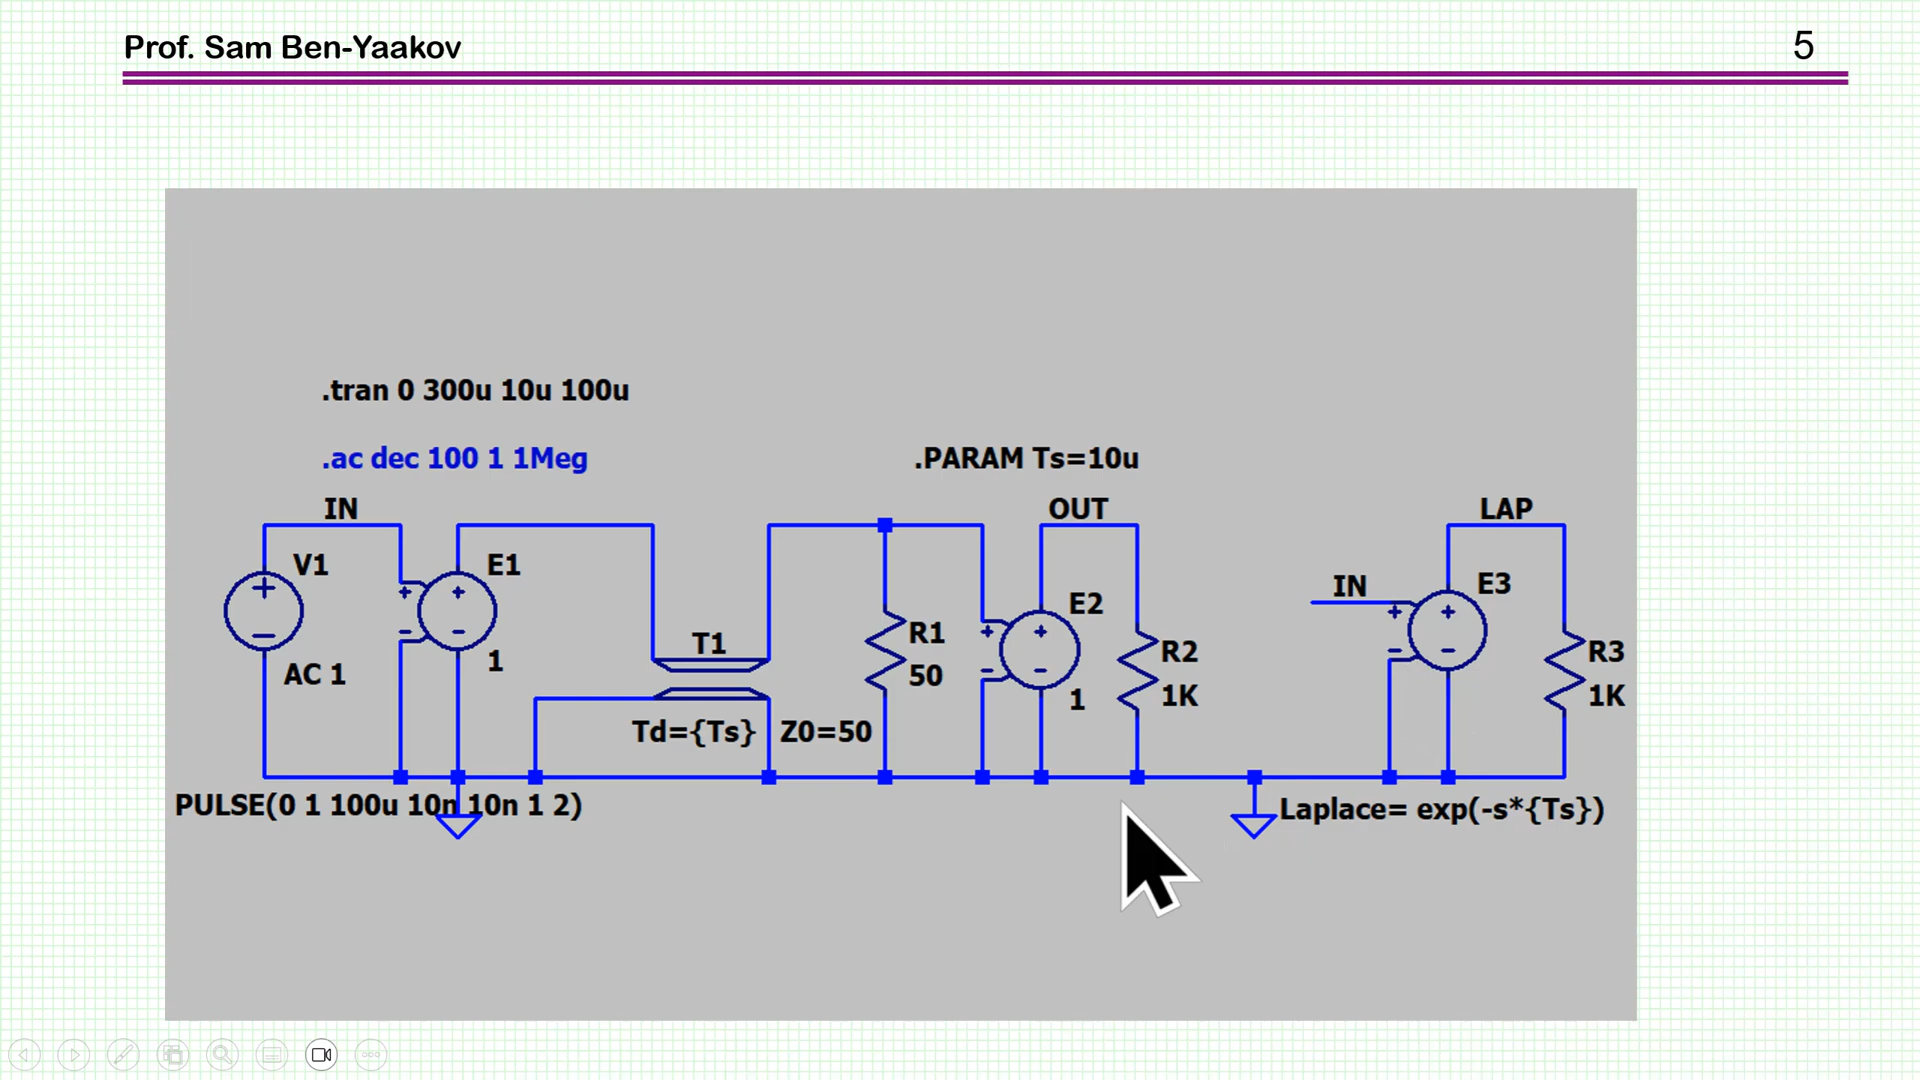 Prof. Sam Ben-Yaakov
5
.tran 0 300u 10u 100u
.ac dec 100 1 1Meg
.PARAM Ts=10u
IN
OUT
LAP
V1
E1
IN
E3
E2
T1
R1
50
R2
1K
R3
1K
AC 1
1
1
Td={Ts}
Z0=50
PULSE(0 1 100u 10n 10n 1 2)
Laplace= exp(-s*{Ts})